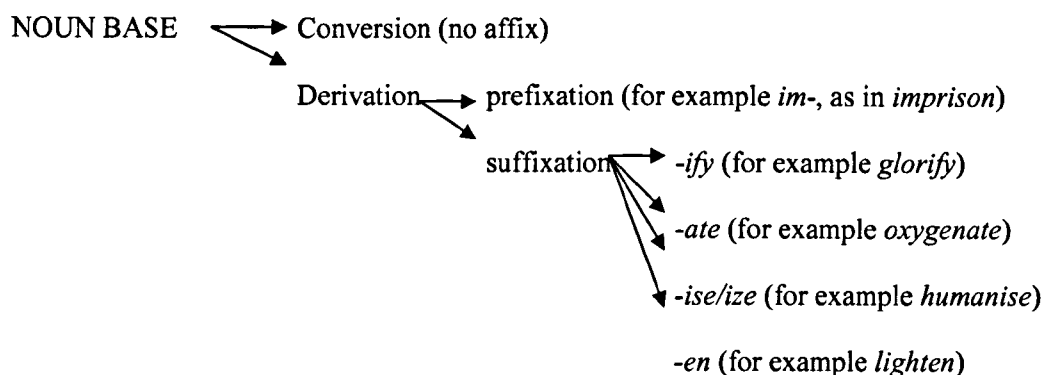 NOUN BASE Conversion (no affix)
Derivation prefixation (for example im-, as in imprison)
suffixation -ify (for example glorify)
-ate (for example oxygenate)
-ise/ize (for example humanise)
-en (for example lighten)